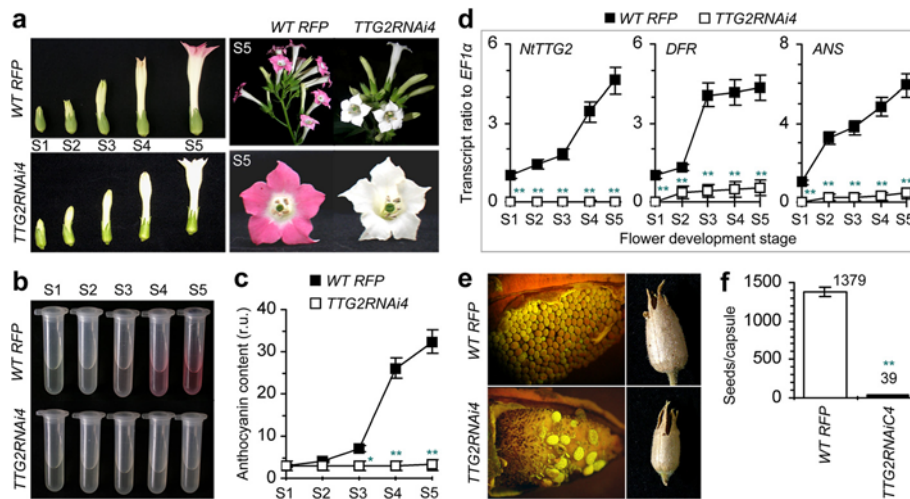 a
WT RFP
TTG2RNAi4
WT RFP
S5
S1 S2 S3 S4 S5
TTG2RNAi4
S5
b
S1 S2 S3 S4 S5
WT RFP
TTG2RNAi4
c
WT RFP
TTG2RNAi4
Anthocyanin content (r.u.)
40
30
20
10
0
*
**
**
S1 S2 S3 S4 S5
d
WT RFP
TTG2RNAi4
Transcript ratio to EF1α
NtTTG2
6
3
0
** ** ** ** **
S1 S2 S3 S4 S5
DFR
6
3
0
** ** ** ** **
S1 S2 S3 S4 S5
ANS
8
4
0
** ** ** ** **
S1 S2 S3 S4 S5
Flower development stage
e
WT RFP
TTG2RNAi4
f
Seeds/capsule
1500
1000
500
0
1379
**
39
WT RFP
TTG2RNAiC4